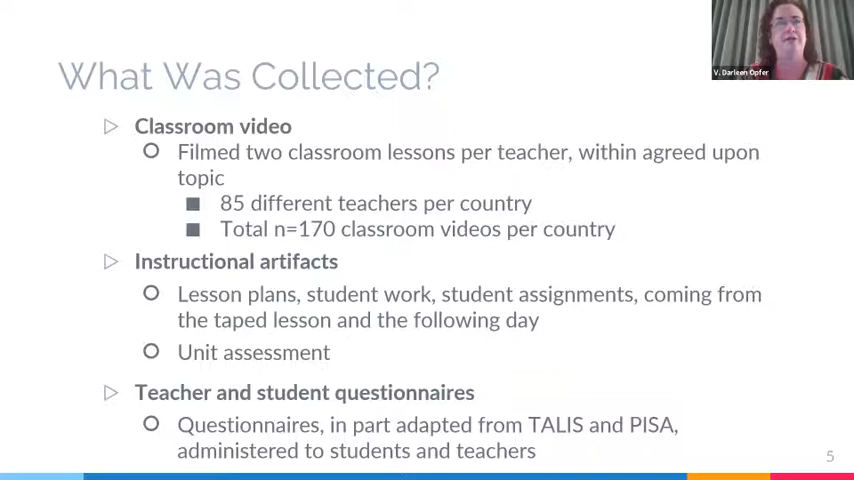 What Was Collected?
V. Darleen Opfer
Classroom video
Filmed two classroom lessons per teacher, within agreed upon
topic
85 different teachers per country
Total n=170 classroom videos per country
Instructional artifacts
Lesson plans, student work, student assignments, coming from
the taped lesson and the following day
Unit assessment
Teacher and student questionnaires
Questionnaires, in part adapted from TALIS and PISA,
administered to students and teachers
5